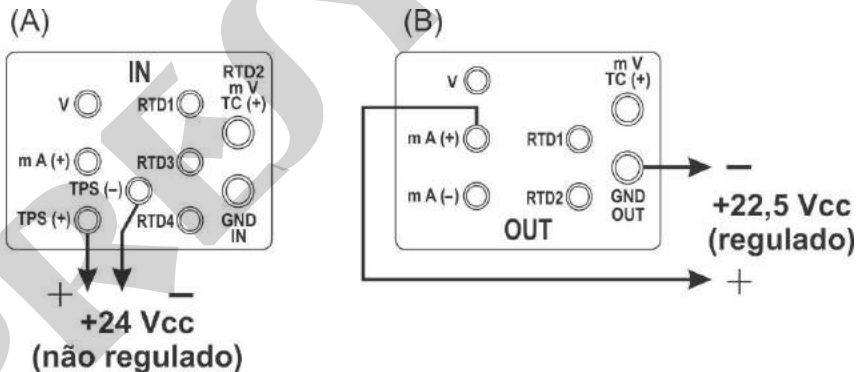 (A)
IN
V
RTD1
RTD2
m V
TC (+)
m A (+)
RTD3
TPS (–)
TPS (+)
RTD4
GND
IN
+ –
+24 Vcc
(não regulado)
(B)
V
m V
TC (+)
m A (+)
RTD1
m A (–)
RTD2
GND
OUT
OUT
–
+22,5 Vcc
(regulado)
+